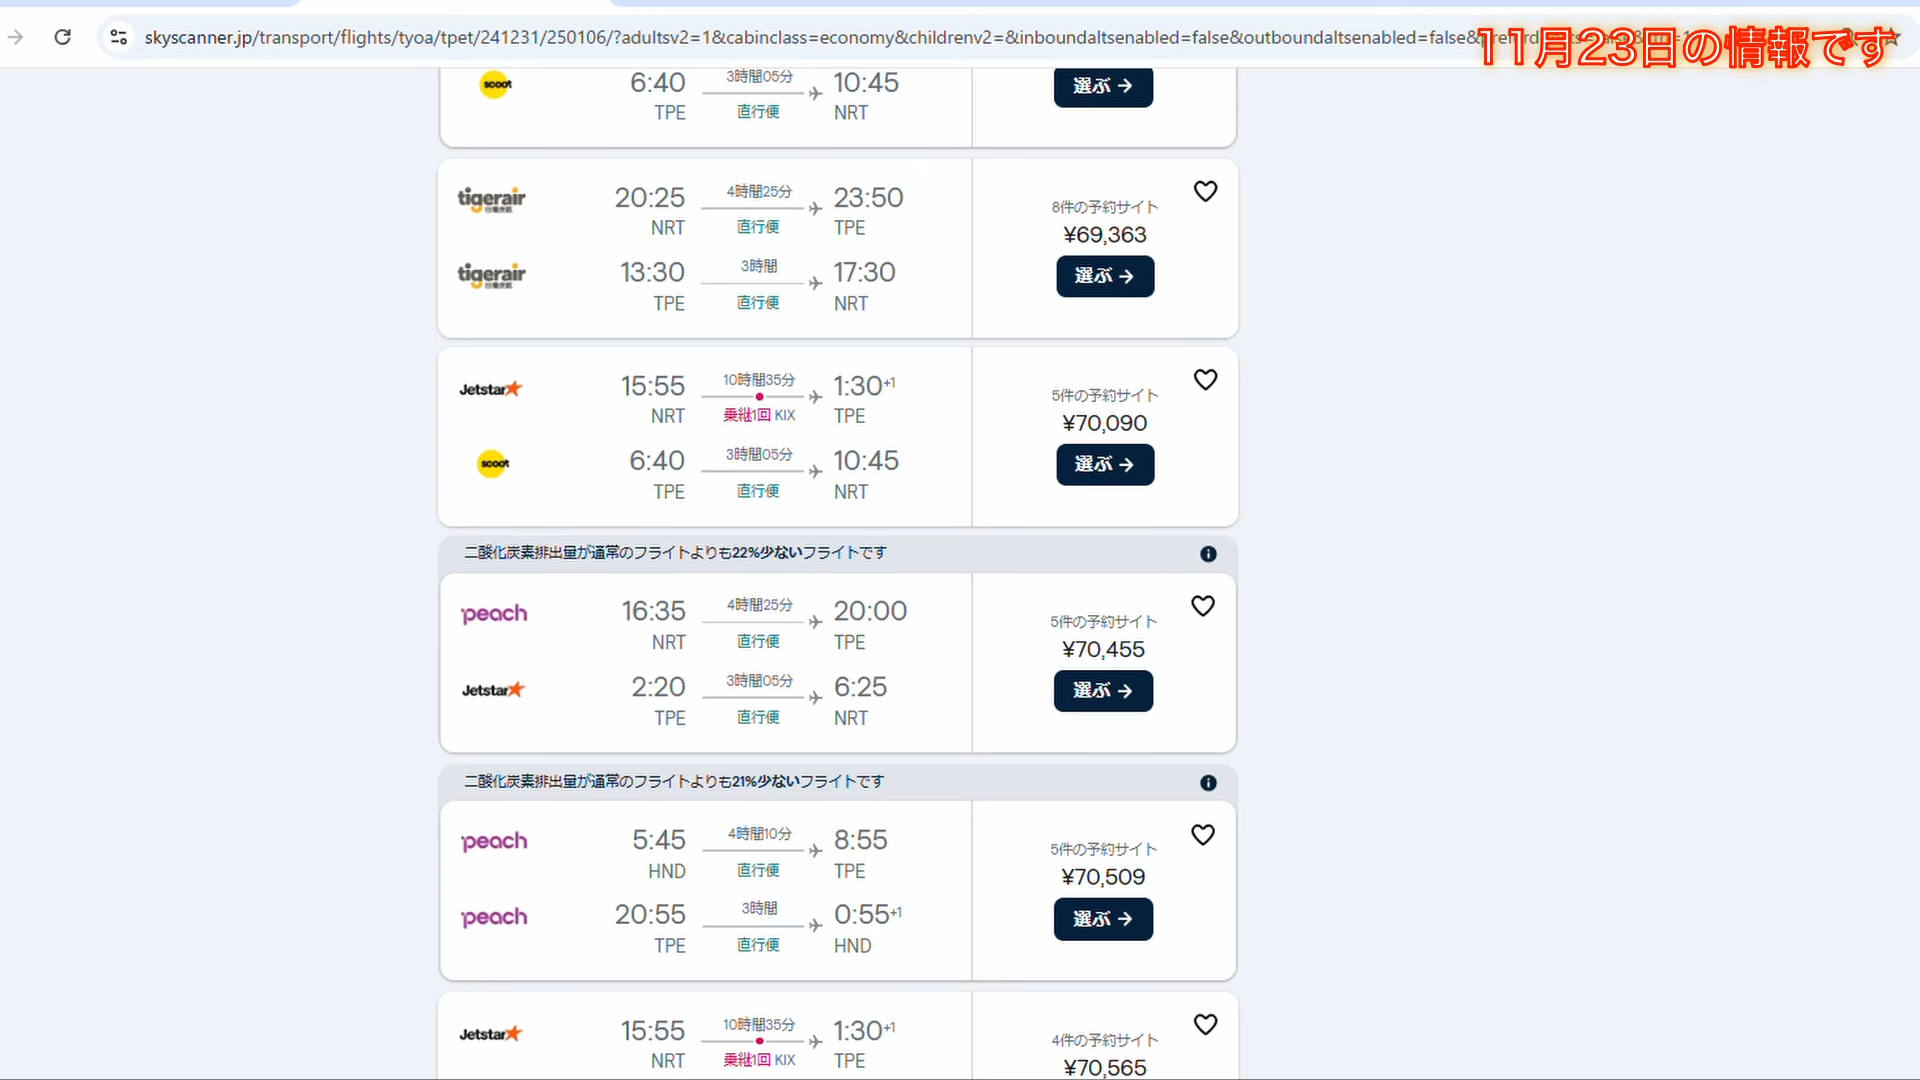 skyscanner.jp/transport/flights/tyoa/tpet/241231/250106/?adultsv2=1&cabinclass=economy&childrenv2=&inboundaltsenabled=false&outboundaltsenabled=false&
11月23日の情報です
scoot
6:40
3時間05分
10:45
TPE
直行便
NRT
選ぶ →
tigerair
台灣虎航
20:25
4時間25分
23:50
NRT
直行便
TPE
tigerair
台灣虎航
13:30
3時間
17:30
TPE
直行便
NRT
8件の予約サイト
¥69,363
選ぶ →
Jetstar
15:55
10時間35分
1:30+1
NRT
乗継1回 KIX
TPE
scoot
6:40
3時間05分
10:45
TPE
直行便
NRT
5件の予約サイト
¥70,090
選ぶ →
二酸化炭素排出量が通常のフライトよりも22%少ないフライトです
peach
16:35
4時間25分
20:00
NRT
直行便
TPE
Jetstar
2:20
3時間05分
6:25
TPE
直行便
NRT
5件の予約サイト
¥70,455
選ぶ →
二酸化炭素排出量が通常のフライトよりも21%少ないフライトです
peach
5:45
4時間10分
8:55
HND
直行便
TPE
peach
20:55
3時間
0:55+1
TPE
直行便
HND
5件の予約サイト
¥70,509
選ぶ →
Jetstar
15:55
10時間35分
1:30+1
NRT
乗継1回 KIX
TPE
4件の予約サイト
¥70,565